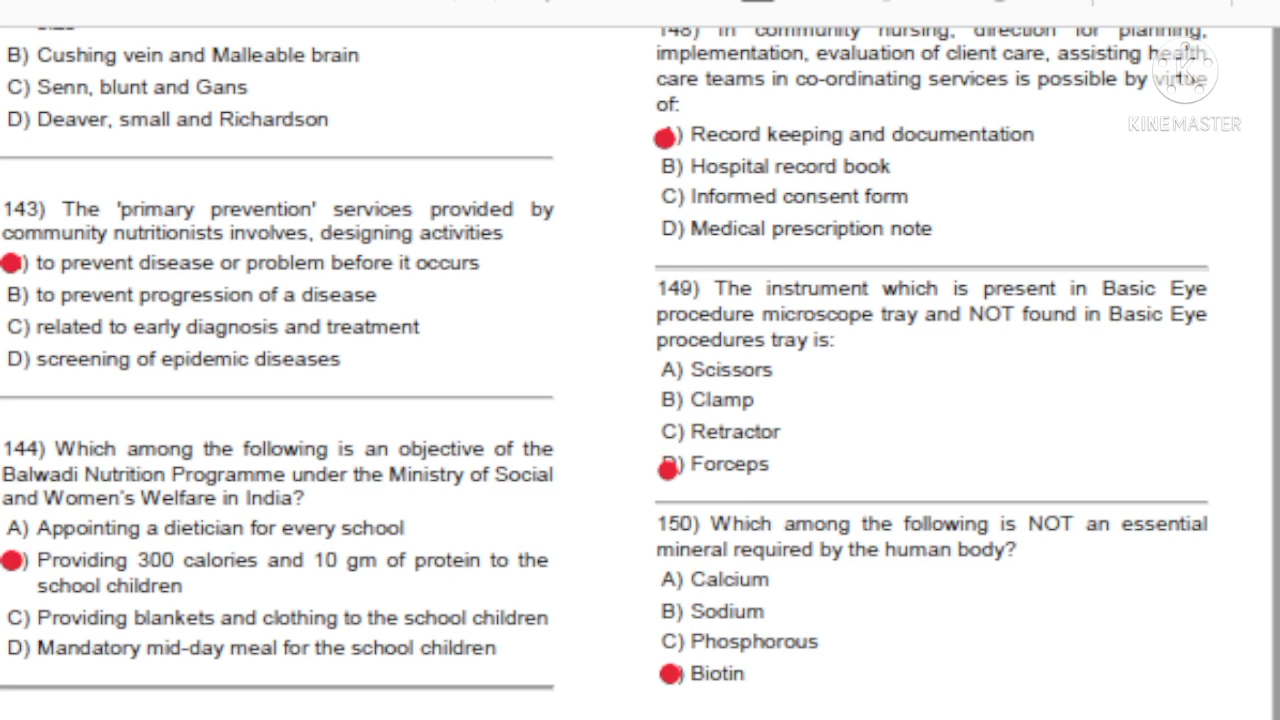 B) Cushing vein and Malleable brain
C) Senn, blunt and Gans
D) Deaver, small and Richardson
143) The 'primary prevention' services provided by
community nutritionists involves, designing activities
) to prevent disease or problem before it occurs
B) to prevent progression of a disease
C) related to early diagnosis and treatment
D) screening of epidemic diseases
144) Which among the following is an objective of the
Balwadi Nutrition Programme under the Ministry of Social
and Women's Welfare in India?
A) Appointing a dietician for every school
) Providing 300 calories and 10 gm of protein to the
school children
C) Providing blankets and clothing to the school children
D) Mandatory mid-day meal for the school children
148) In community nursing, direction for planning,
implementation, evaluation of client care, assisting health
care teams in co-ordinating services is possible by virtue
of:
) Record keeping and documentation
B) Hospital record book
C) Informed consent form
D) Medical prescription note
149) The instrument which is present in Basic Eye
procedure microscope tray and NOT found in Basic Eye
procedures tray is:
A) Scissors
B) Clamp
C) Retractor
D) Forceps
150) Which among the following is NOT an essential
mineral required by the human body?
A) Calcium
B) Sodium
C) Phosphorous
) Biotin
KINEMASTER